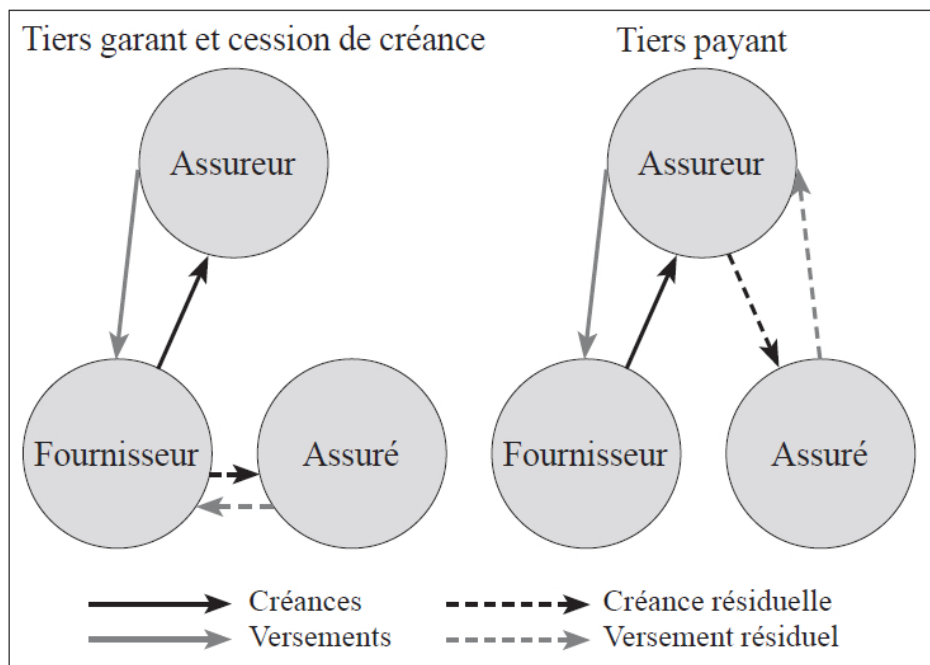 Tiers garant et cession de créance
Tiers payant
Assureur
Fournisseur
Assuré
Assureur
Fournisseur
Assuré
Créances
Créance résiduelle
Versements
Versement résiduel